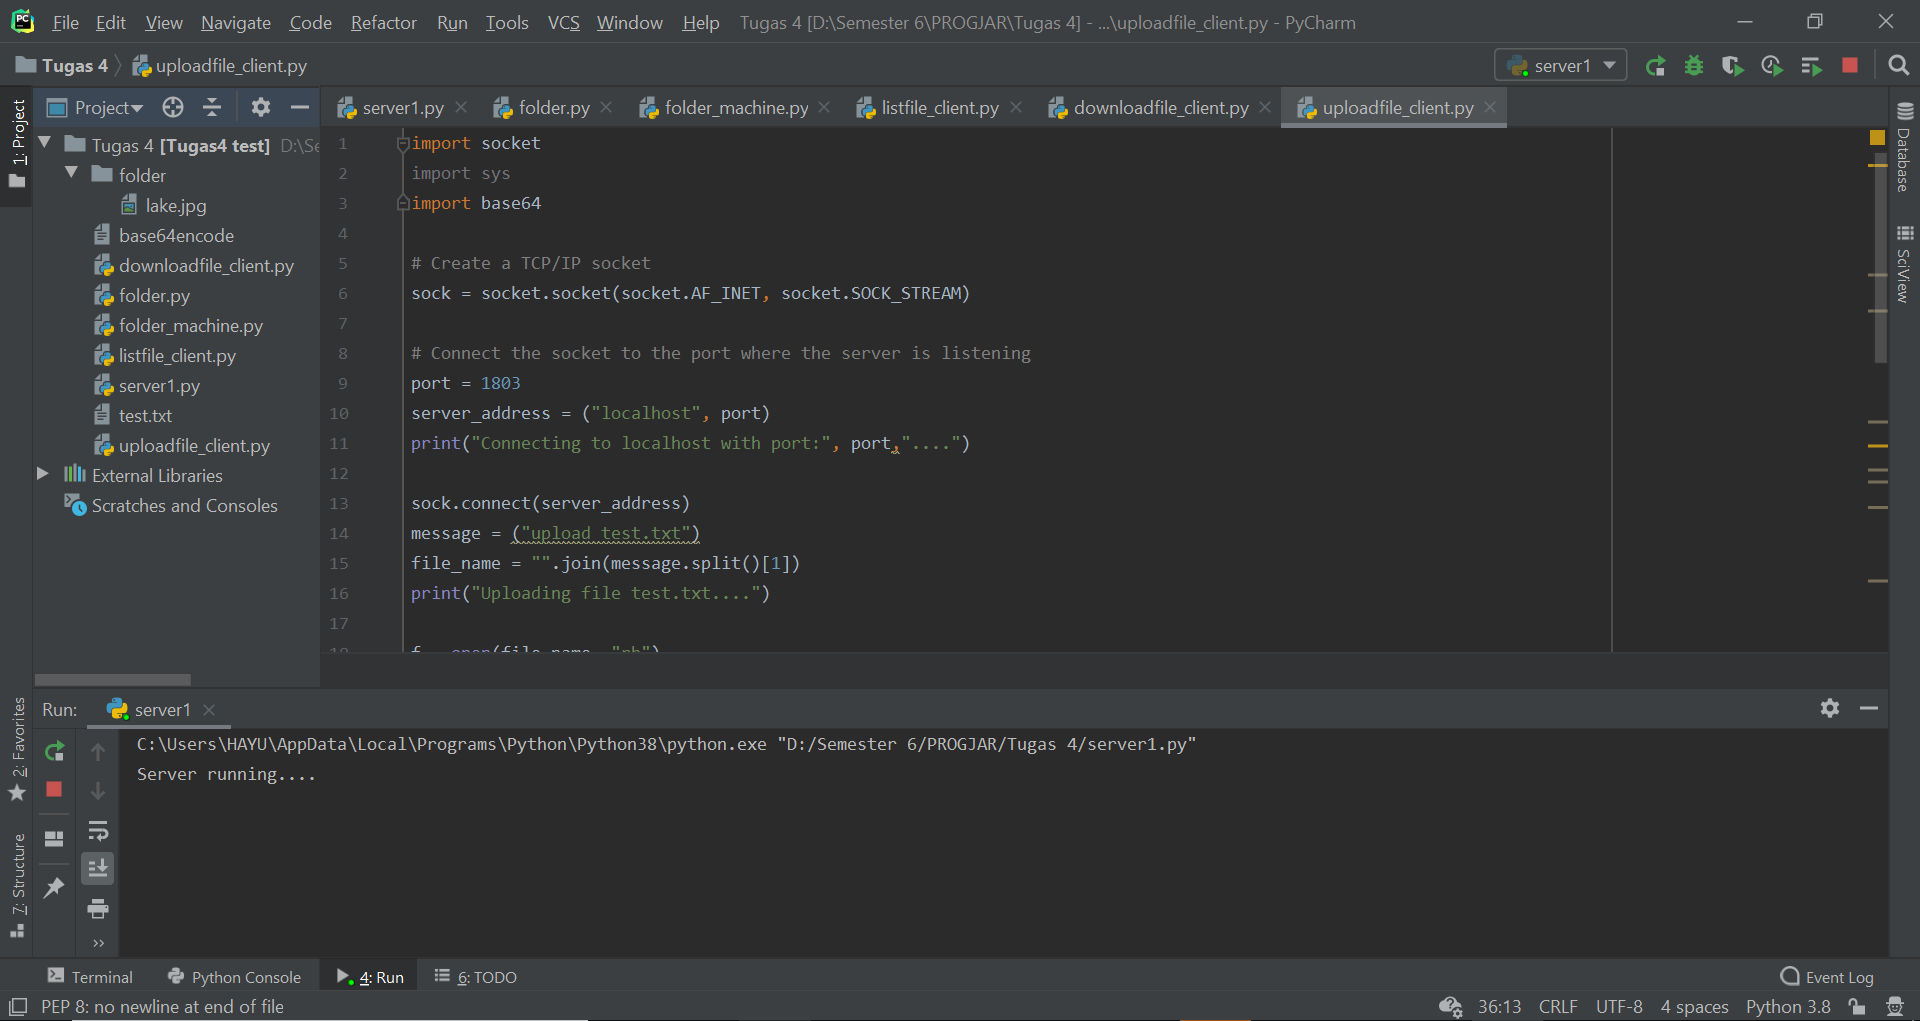 File Edit View Navigate Code Refactor Run Tools VCS Window Help Tugas 4 [D:\Semester 6\PROGJAR\Tugas 4] - ...\uploadfile_client.py - PyCharm
Tugas 4 uploadfile_client.py server1
Project
server1.py folder.py folder_machine.py listfile_client.py downloadfile_client.py uploadfile_client.py
1: Project
Tugas 4 [Tugas4 test] D:\Se
folder
lake.jpg
base64encode
downloadfile_client.py
folder.py
folder_machine.py
listfile_client.py
server1.py
test.txt
uploadfile_client.py
External Libraries
Scratches and Consoles
1 import socket
2 import sys
3 import base64
4
5 # Create a TCP/IP socket
6 sock = socket.socket(socket.AF_INET, socket.SOCK_STREAM)
7
8 # Connect the socket to the port where the server is listening
9 port = 1803
10 server_address = ("localhost", port)
11 print("Connecting to localhost with port:", port,"....")
12
13 sock.connect(server_address)
14 message = ("upload test.txt")
15 file_name = "".join(message.split()[1])
16 print("Uploading file test.txt....")
17
18 f = open(file_name, "rb")
Database
SciView
2: Favorites
7: Structure
Run: server1
C:\Users\HAYU\AppData\Local\Programs\Python\Python38\python.exe "D:/Semester 6/PROGJAR/Tugas 4/server1.py"
Server running....
Terminal Python Console 4: Run 6: TODO Event Log
PEP 8: no newline at end of file 36:13 CRLF UTF-8 4 spaces Python 3.8